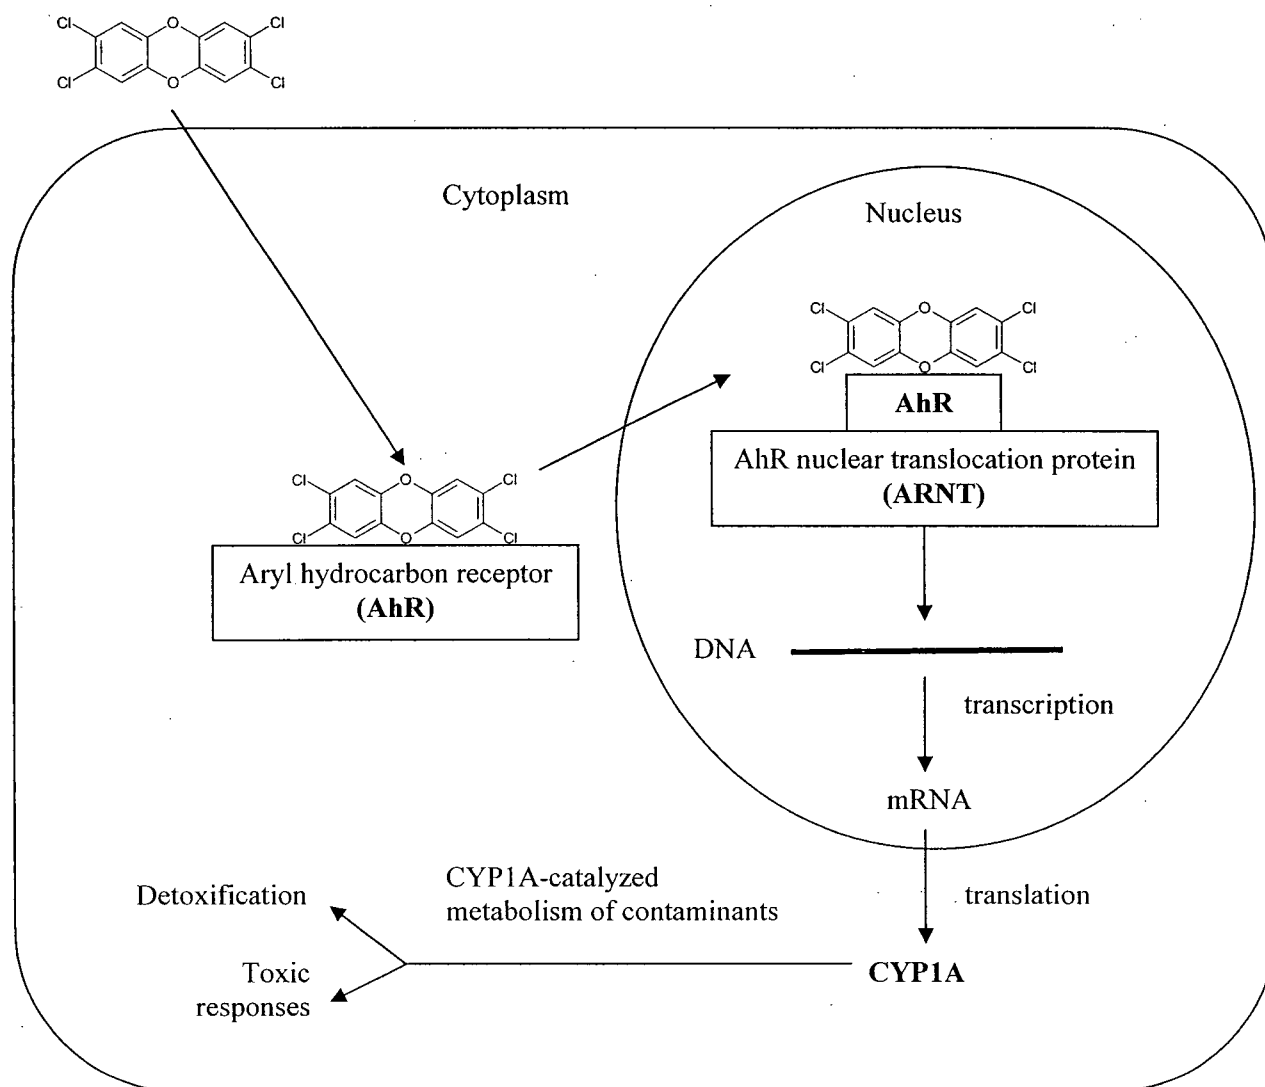 Cl
O
Cl
Cl
O
Cl
Cytoplasm
Nucleus
Cl
O
Cl
Cl
O
Cl
AhR
AhR nuclear translocation protein
(ARNT)
Cl
O
Cl
Cl
O
Cl
Aryl hydrocarbon receptor
(AhR)
DNA
transcription
mRNA
translation
CYP1A-catalyzed
metabolism of contaminants
Detoxification
Toxic
responses
CYP1A